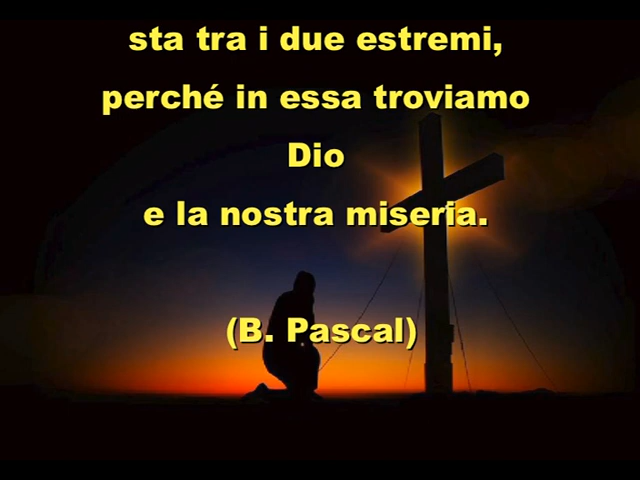 sta tra i due estremi,
perché in essa troviamo
Dio
e la nostra miseria.
(B. Pascal)